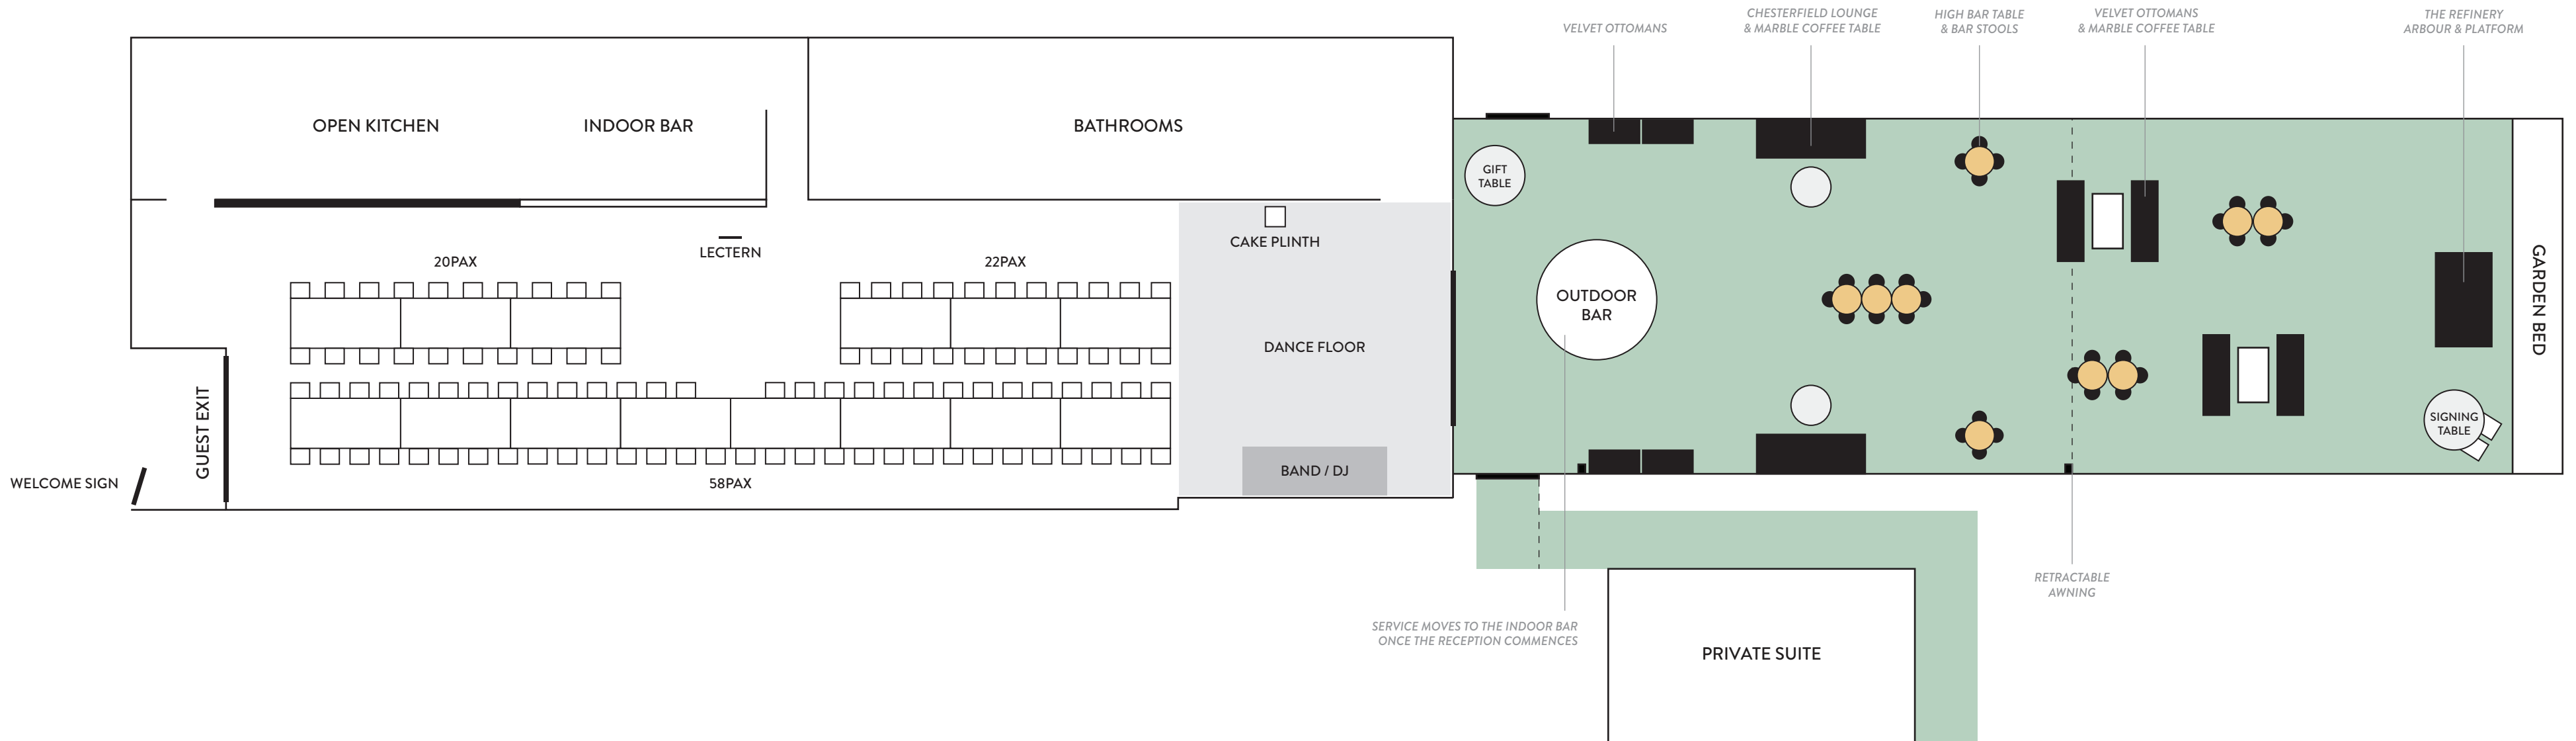 VELVET OTTOMANS
CHESTERFIELD LOUNGE
& MARBLE COFFEE TABLE
HIGH BAR TABLE
& BAR STOOLS
VELVET OTTOMANS
& MARBLE COFFEE TABLE
THE REFINERY
ARBOUR & PLATFORM
OPEN KITCHEN
INDOOR BAR
BATHROOMS
GIFT
TABLE
LECTERN
CAKE PLINTH
20PAX
22PAX
OUTDOOR
BAR
DANCE FLOOR
GARDEN BED
GUEST EXIT
SIGNING
TABLE
BAND / DJ
WELCOME SIGN
58PAX
RETRACTABLE
AWNING
SERVICE MOVES TO THE INDOOR BAR
ONCE THE RECEPTION COMMENCES
PRIVATE SUITE